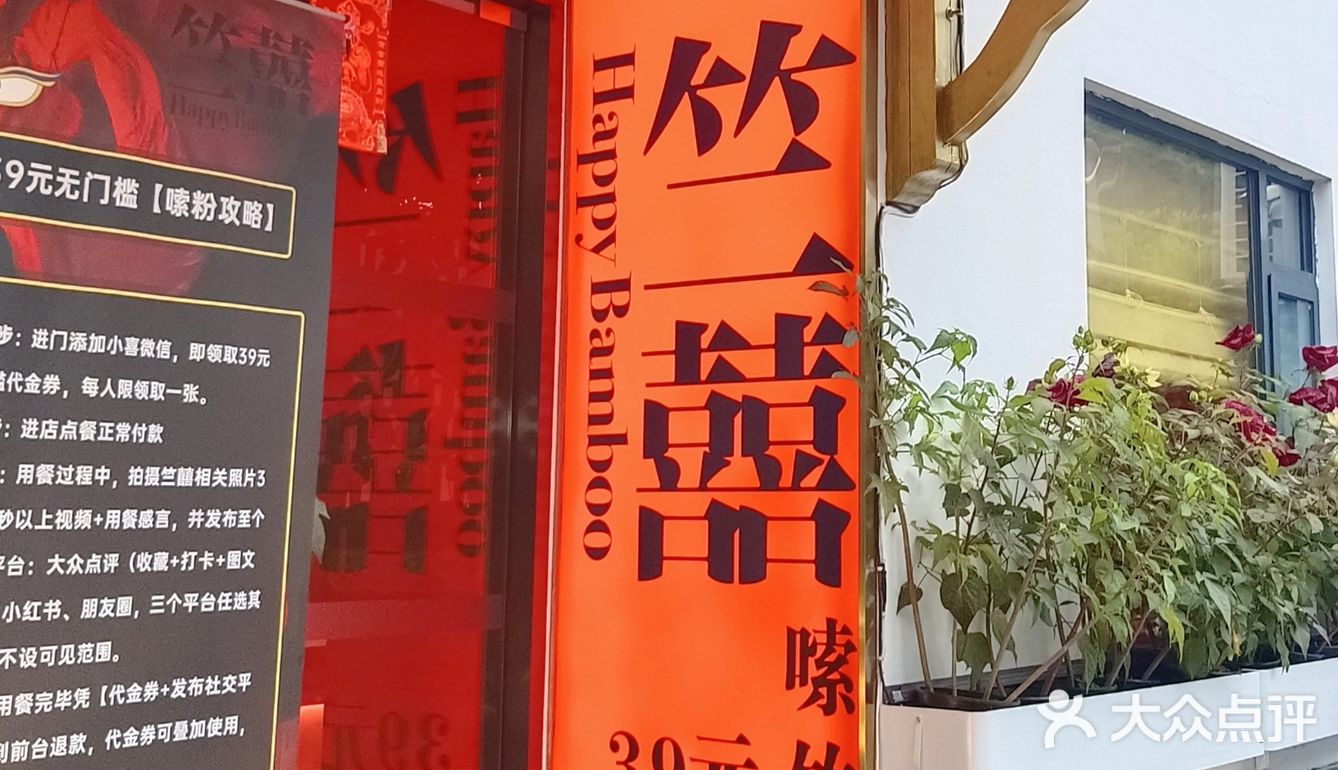 竺囍
Happy Bamboo
39元无门槛【嗦粉攻略】
步：进门添加小喜微信，即领取39元
槛代金券，每人限领取一张。
：进店点餐正常付款
：用餐过程中，拍摄竺囍相关照片3
秒以上视频+用餐感言，并发布至个
平台：大众点评（收藏+打卡+图文
小红书、朋友圈，三个平台任选其
不设可见范围。
用餐完毕凭【代金券+发布社交平
到前台退款，代金券可叠加使用，
竺囍
Happy Bamboo
嗦
39元
大众点评